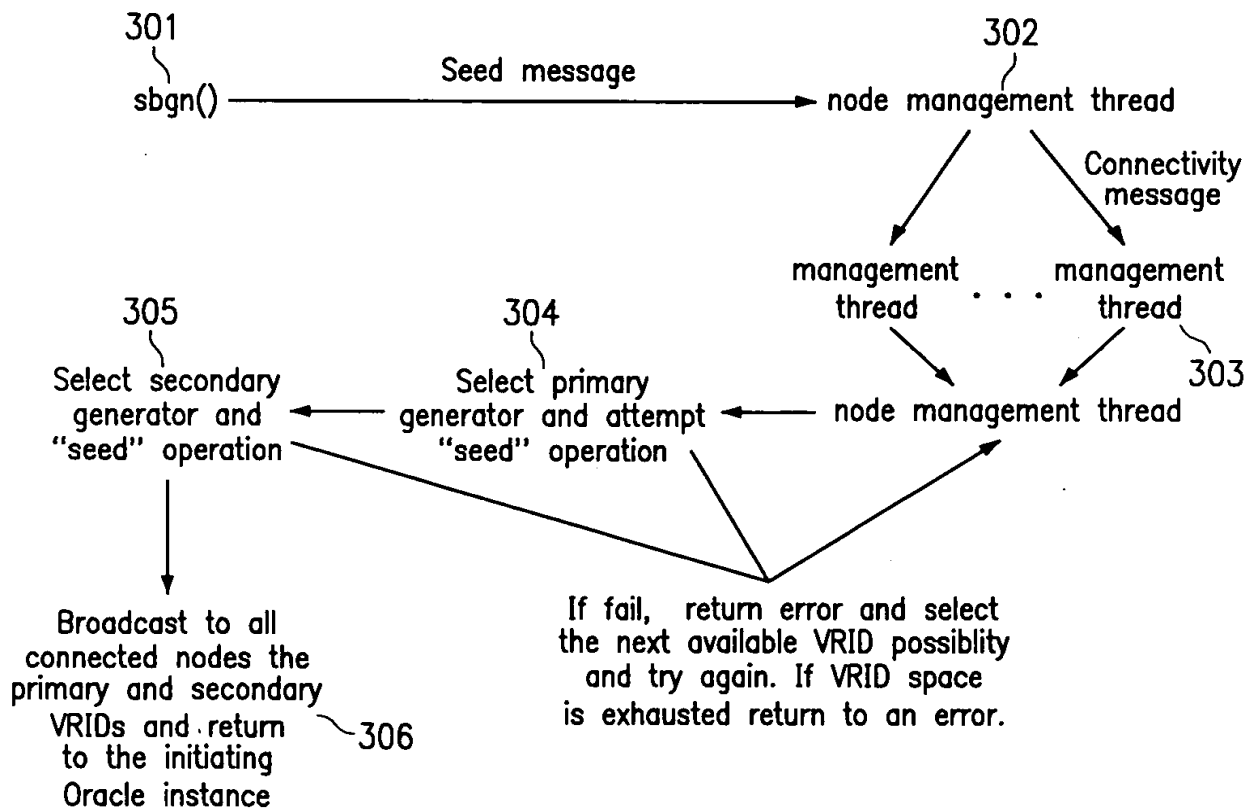 301
302
Seed message
sbgn()
node management thread
Connectivity
message
management
thread
. . .
management
thread
303
305
304
Select secondary
generator and
“seed” operation
Select primary
generator and attempt
“seed” operation
node management thread
If fail, return error and select
the next available VRID possiblity
and try again. If VRID space
is exhausted return to an error.
Broadcast to all
connected nodes the
primary and secondary
VRIDs and return
to the initiating
Oracle instance
306